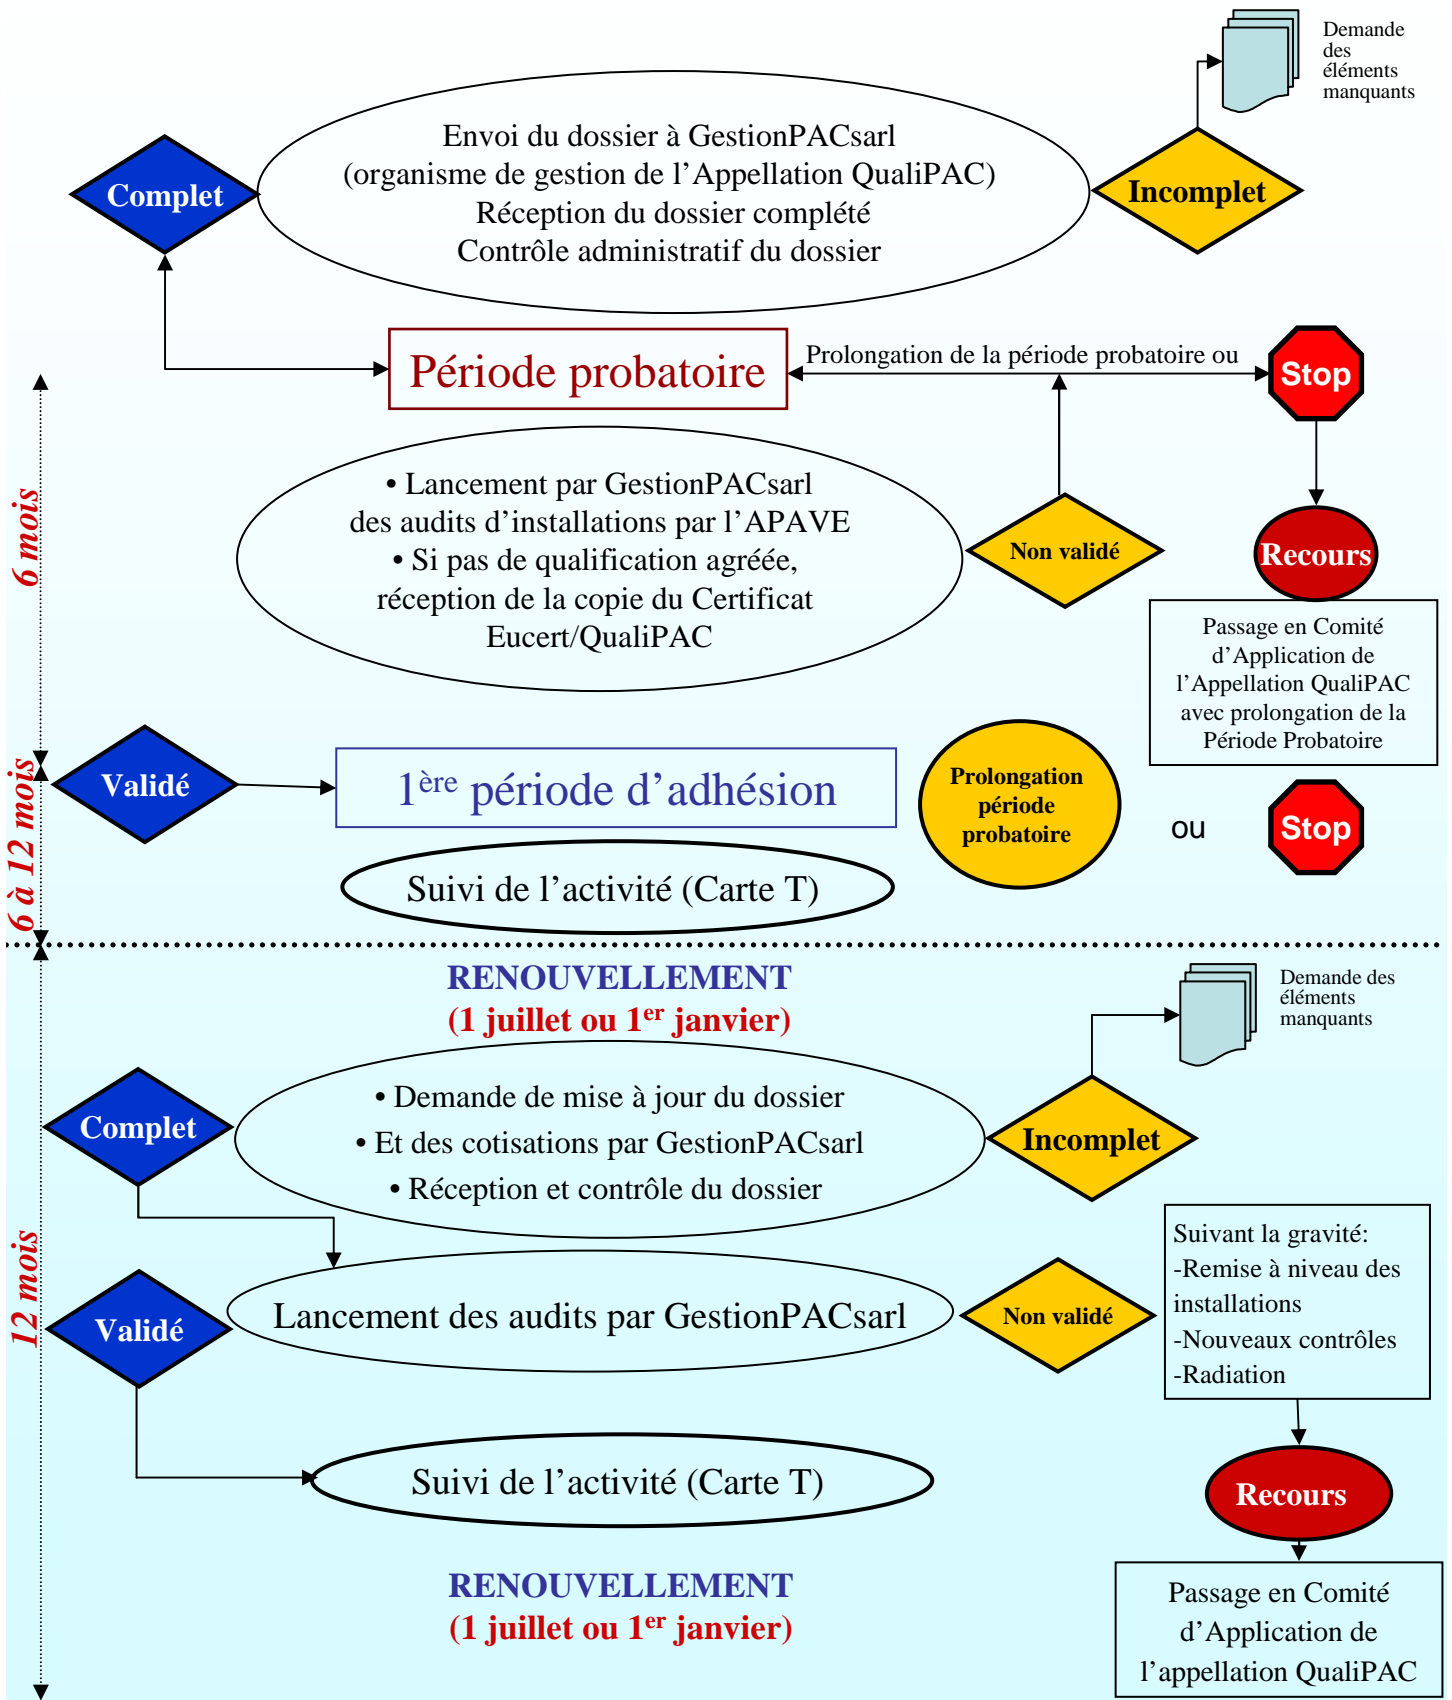 Demande
des
éléments
manquants
Envoi du dossier à GestionPACsarl
(organisme de gestion de l’Appellation QualiPAC)
Réception du dossier complété
Contrôle administratif du dossier
Complet
Incomplet
Période probatoire
Prolongation de la période probatoire ou
Stop
6 mois
• Lancement par GestionPACsarl
des audits d’installations par l’APAVE
• Si pas de qualification agréée,
réception de la copie du Certificat
Eucert/QualiPAC
Non validé
Recours
Passage en Comité
d’Application de
l’Appellation QualiPAC
avec prolongation de la
Période Probatoire
6 à 12 mois
Validé
1ère période d’adhésion
Prolongation
période
probatoire
ou
Stop
Suivi de l’activité (Carte T)
RENOUVELLEMENT
(1 juillet ou 1er janvier)
Demande des
éléments
manquants
12 mois
Complet
• Demande de mise à jour du dossier
• Et des cotisations par GestionPACsarl
• Réception et contrôle du dossier
Incomplet
Validé
Lancement des audits par GestionPACsarl
Non validé
Suivant la gravité:
-Remise à niveau des
installations
-Nouveaux contrôles
-Radiation
Suivi de l’activité (Carte T)
Recours
RENOUVELLEMENT
(1 juillet ou 1er janvier)
Passage en Comité
d’Application de
l’appellation QualiPAC